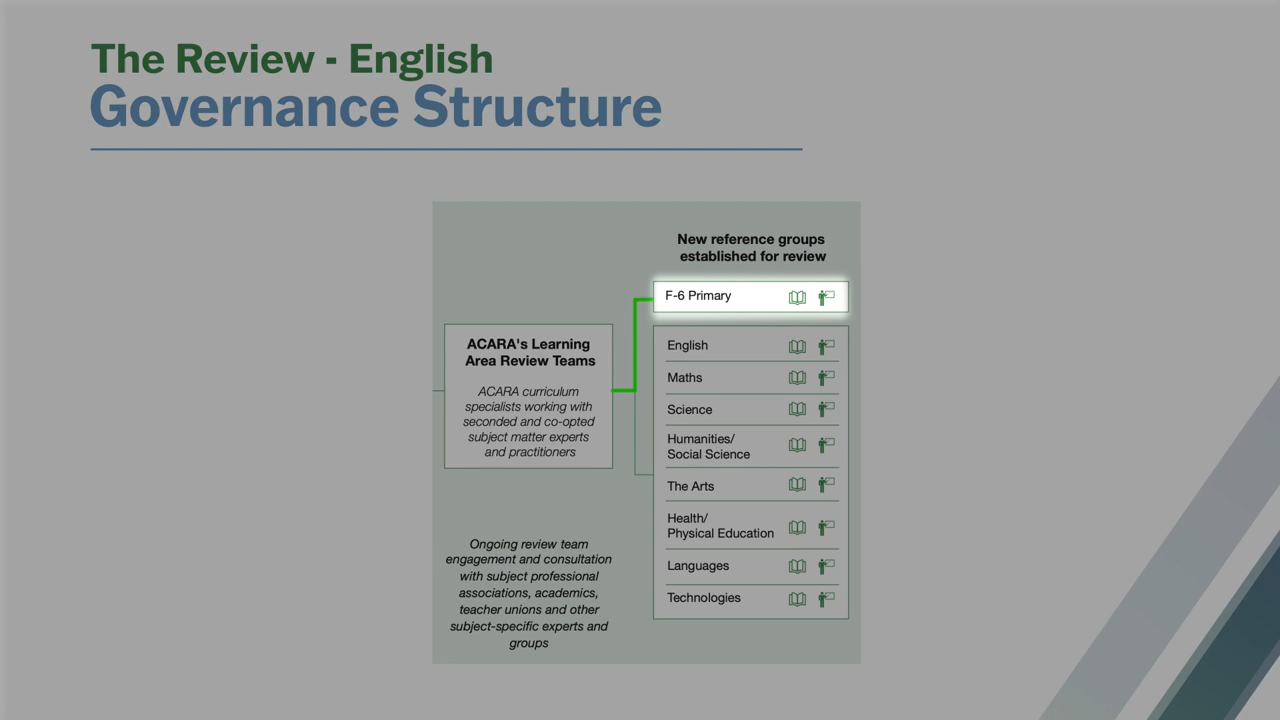 The Review - English
Governance Structure
New reference groups
established for review
F-6 Primary
ACARA's Learning
Area Review Teams
ACARA curriculum
specialists working with
seconded and co-opted
subject matter experts
and practitioners
English
Maths
Science
Humanities/
Social Science
The Arts
Health/
Physical Education
Languages
Technologies
Ongoing review team
engagement and consultation
with subject professional
associations, academics,
teacher unions and other
subject-specific experts and
groups